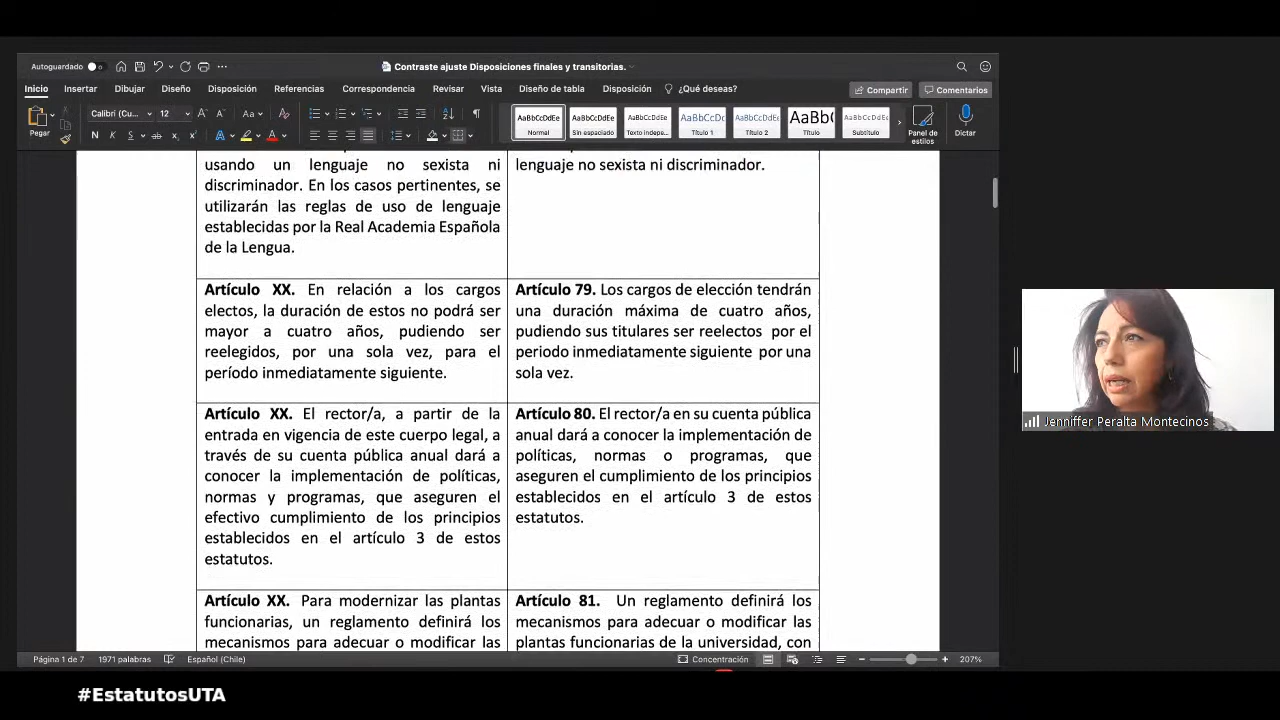 Autoguardado
Contraste ajuste Disposiciones finales y transitorias.
Inicio
Insertar
Dibujar
Diseño
Disposición
Referencias
Correspondencia
Revisar
Vista
Diseño de tabla
Disposición
¿Qué deseas?
Compartir
Comentarios
Pegar
Calibri (Cu...
12
AaBbCcDdEe
Normal
AaBbCcDdEe
Sin espaciado
AaBbCcDdEe
Texto indepe...
AaBbCcDc
Título 1
AaBbCcDdEe
Título 2
AaBb(
Título
AaBbCcDdEe
Subtítulo
Panel de estilos
Dictar
usando un lenguaje no sexista ni
discriminador. En los casos pertinentes, se
utilizarán las reglas de uso de lenguaje
establecidas por la Real Academia Española
de la Lengua.
lenguaje no sexista ni discriminador.
Artículo XX. En relación a los cargos
electos, la duración de estos no podrá ser
mayor a cuatro años, pudiendo ser
reelegidos, por una sola vez, para el
período inmediatamente siguiente.
Artículo 79. Los cargos de elección tendrán
una duración máxima de cuatro años,
pudiendo sus titulares ser reelectos por el
periodo inmediatamente siguiente por una
sola vez.
Artículo XX. El rector/a, a partir de la
entrada en vigencia de este cuerpo legal, a
través de su cuenta pública anual dará a
conocer la implementación de políticas,
normas y programas, que aseguren el
efectivo cumplimiento de los principios
establecidos en el artículo 3 de estos
estatutos.
Artículo 80. El rector/a en su cuenta pública
anual dará a conocer la implementación de
políticas, normas o programas, que
aseguren el cumplimiento de los principios
establecidos en el artículo 3 de estos
estatutos.
Artículo XX. Para modernizar las plantas
funcionarias, un reglamento definirá los
mecanismos para adecuar o modificar las
Artículo 81. Un reglamento definirá los
mecanismos para adecuar o modificar las
plantas funcionarias de la universidad, con
Página 1 de 7
1971 palabras
Español (Chile)
Concentración
207%
Jenniffer Peralta Montecinos
#EstatutosUTA